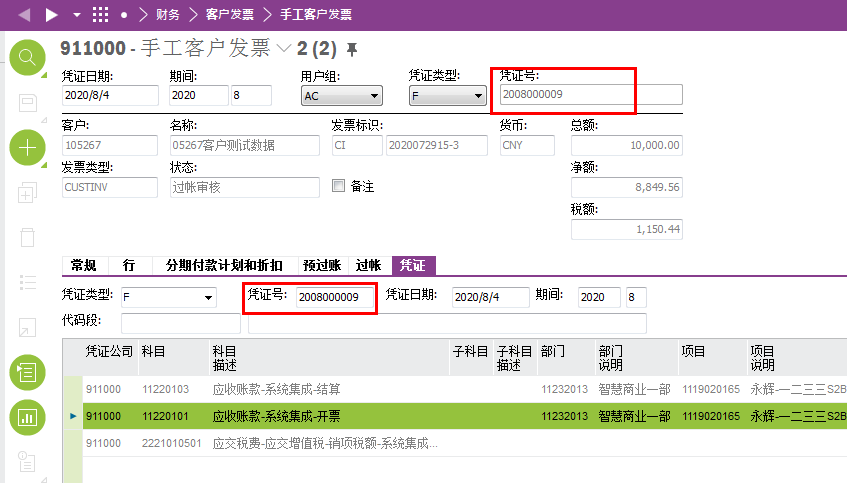 财务 客户发票 手工客户发票
911000 - 手工客户发票 2 (2)
凭证日期: 期间: 用户组: 凭证类型: 凭证号:
2020/8/4 2020 8 AC F 2008000009
客户: 名称: 发票标识: 货币: 总额:
105267 05267客户测试数据 CI 2020072915-3 CNY 10,000.00
发票类型: 状态: 净额:
CUSTINV 过帐审核 备注 8,849.56
税额:
1,150.44
常规 行 分期付款计划和折扣 预过账 过帐 凭证
凭证类型: F 凭证号: 2008000009 凭证日期: 2020/8/4 期间: 2020 8
代码段:
凭证公司 科目 科目 子科目 子科目 部门 部门 项目 项目
描述 描述 说明 说明
911000 11220103 应收账款-系统集成-结算 11232013 智慧商业一部 1119020165 永辉-一二三三S2B
911000 11220101 应收账款-系统集成-开票 11232013 智慧商业一部 1119020165 永辉-一二三三S2B
911000 2221010501 应交税费-应交增值税-销项税额-系统集成...